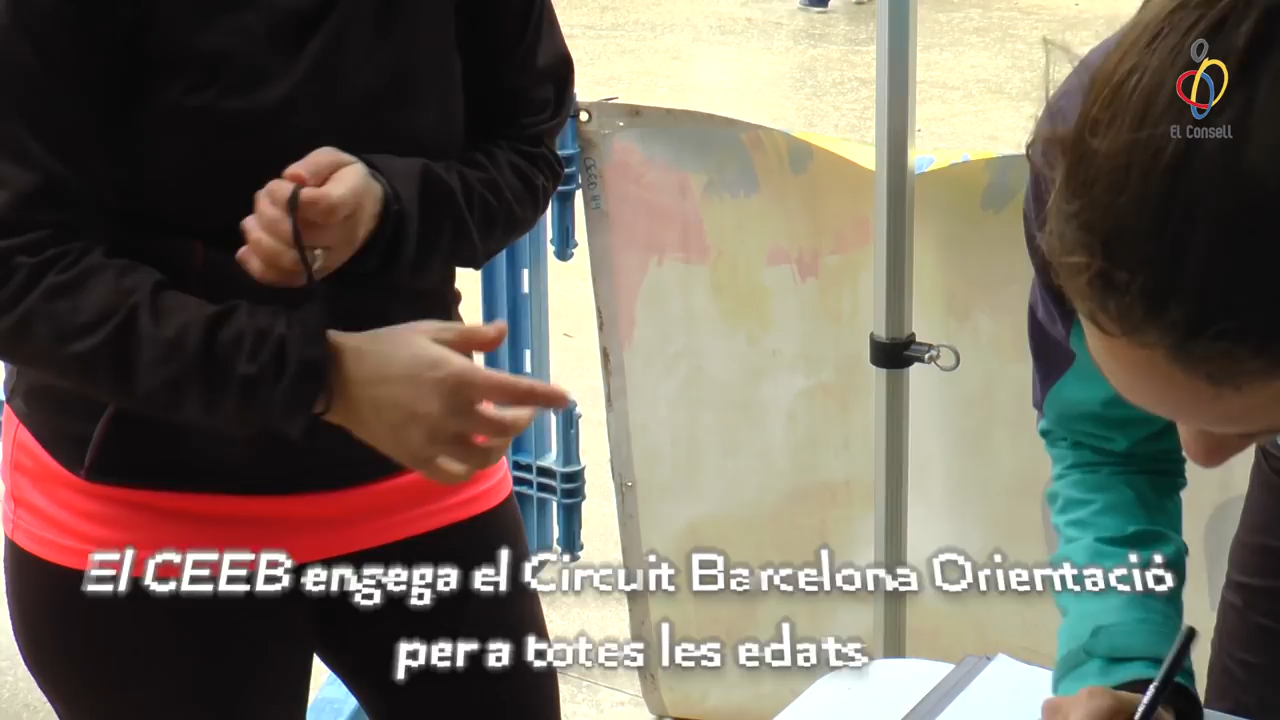 El Consell
El CEEB engega el Circuit Barcelona Orientació
per a totes les edats